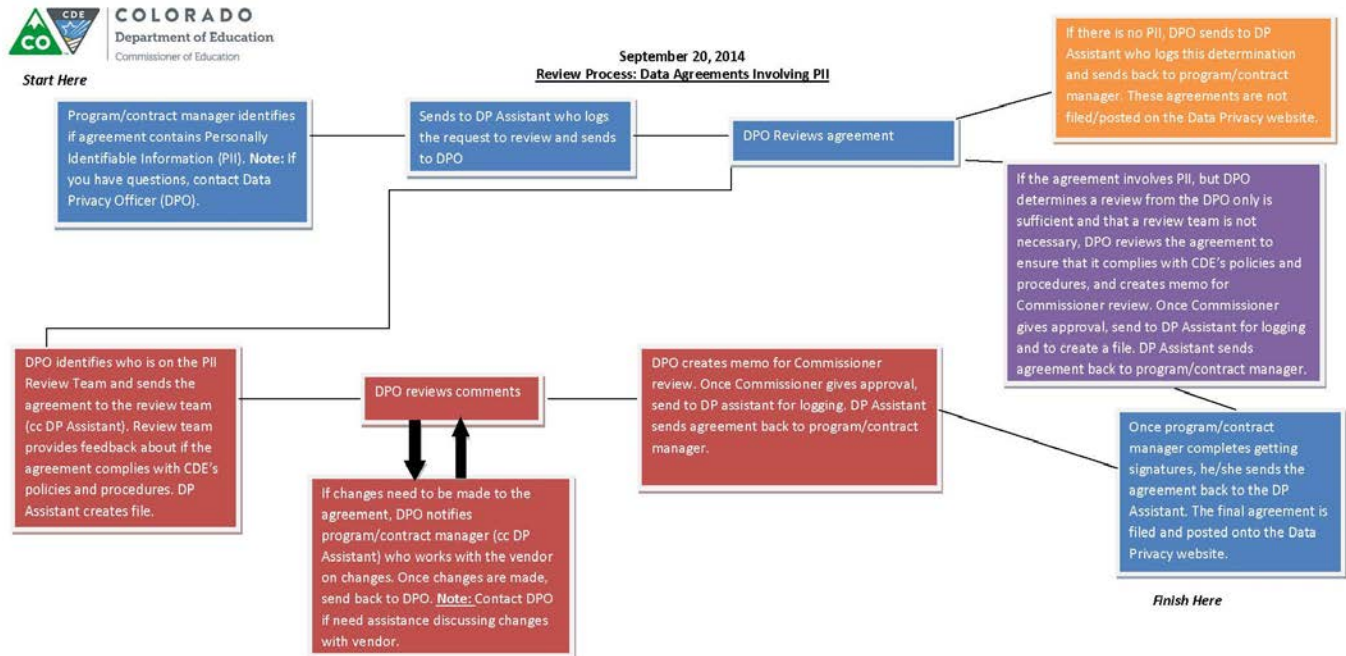 CDE
CO
COLORADO
Department of Education
Commissioner of Education
September 20, 2014
Review Process: Data Agreements Involving PII
Start Here
Program/contract manager identifies
if agreement contains Personally
Identifiable Information (PII). Note: If
you have questions, contact Data
Privacy Officer (DPO).
Sends to DP Assistant who logs
the request to review and sends
to DPO
DPO Reviews agreement
If there is no PII, DPO sends to DP
Assistant who logs this determination
and sends back to program/contract
manager. These agreements are not
filed/posted on the Data Privacy website.
If the agreement involves PII, but DPO
determines a review from the DPO only is
sufficient and that a review team is not
necessary, DPO reviews the agreement to
ensure that it complies with CDE's policies and
procedures, and creates memo for
Commissioner review. Once Commissioner
gives approval, send to DP Assistant for logging
and to create a file. DP Assistant sends
agreement back to program/contract manager.
DPO identifies who is on the PII
Review Team and sends the
agreement to the review team
(cc DP Assistant). Review team
provides feedback about if the
agreement complies with CDE's
policies and procedures. DP
Assistant creates file.
DPO reviews comments
If changes need to be made to the
agreement, DPO notifies
program/contract manager (cc DP
Assistant) who works with the vendor
on changes. Once changes are made,
send back to DPO. Note: Contact DPO
if need assistance discussing changes
with vendor.
DPO creates memo for Commissioner
review. Once Commissioner gives approval,
send to DP assistant for logging. DP Assistant
sends agreement back to program/contract
manager.
Once program/contract
manager completes getting
signatures, he/she sends the
agreement back to the DP
Assistant. The final agreement is
filed and posted onto the Data
Privacy website.
Finish Here